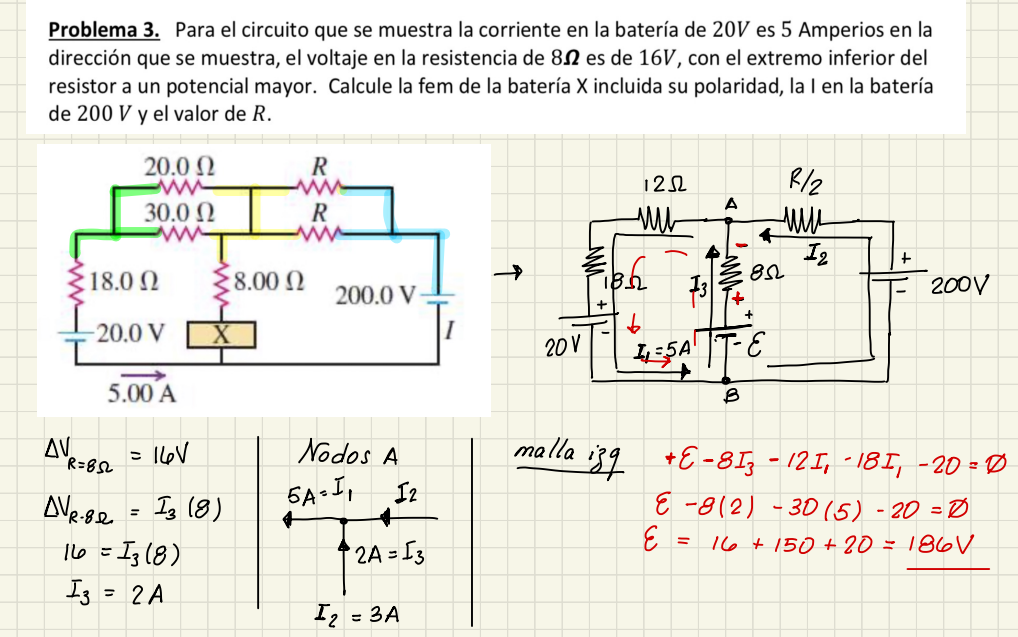 Problema 3. Para el circuito que se muestra la corriente en la batería de 20V es 5 Amperios en la
dirección que se muestra, el voltaje en la resistencia de 8Ω es de 16V, con el extremo inferior del
resistor a un potencial mayor. Calcule la fem de la batería X incluida su polaridad, la I en la batería
de 200 V y el valor de R.
20.0 Ω
R
30.0 Ω
R
18.0 Ω
8.00 Ω
200.0 V
20.0 V
X
I
5.00 A
12Ω
R/2
A
-
I2
18Ω
I3
8Ω
+
200V
+
-
+
+
-
20V
I1=5A
-
ε
B
ΔV R=8Ω = 16V
ΔV R-8Ω = I3 (8)
16 = I3(8)
I3 = 2A
Nodos A
5A=I1
I2
2A=I3
I2 = 3A
malla izq
+ε-8I3 - 12I1 -18I1 -20=Ø
ε -8(2) -30(5) -20 =Ø
ε = 16 + 150 + 20 = 186V